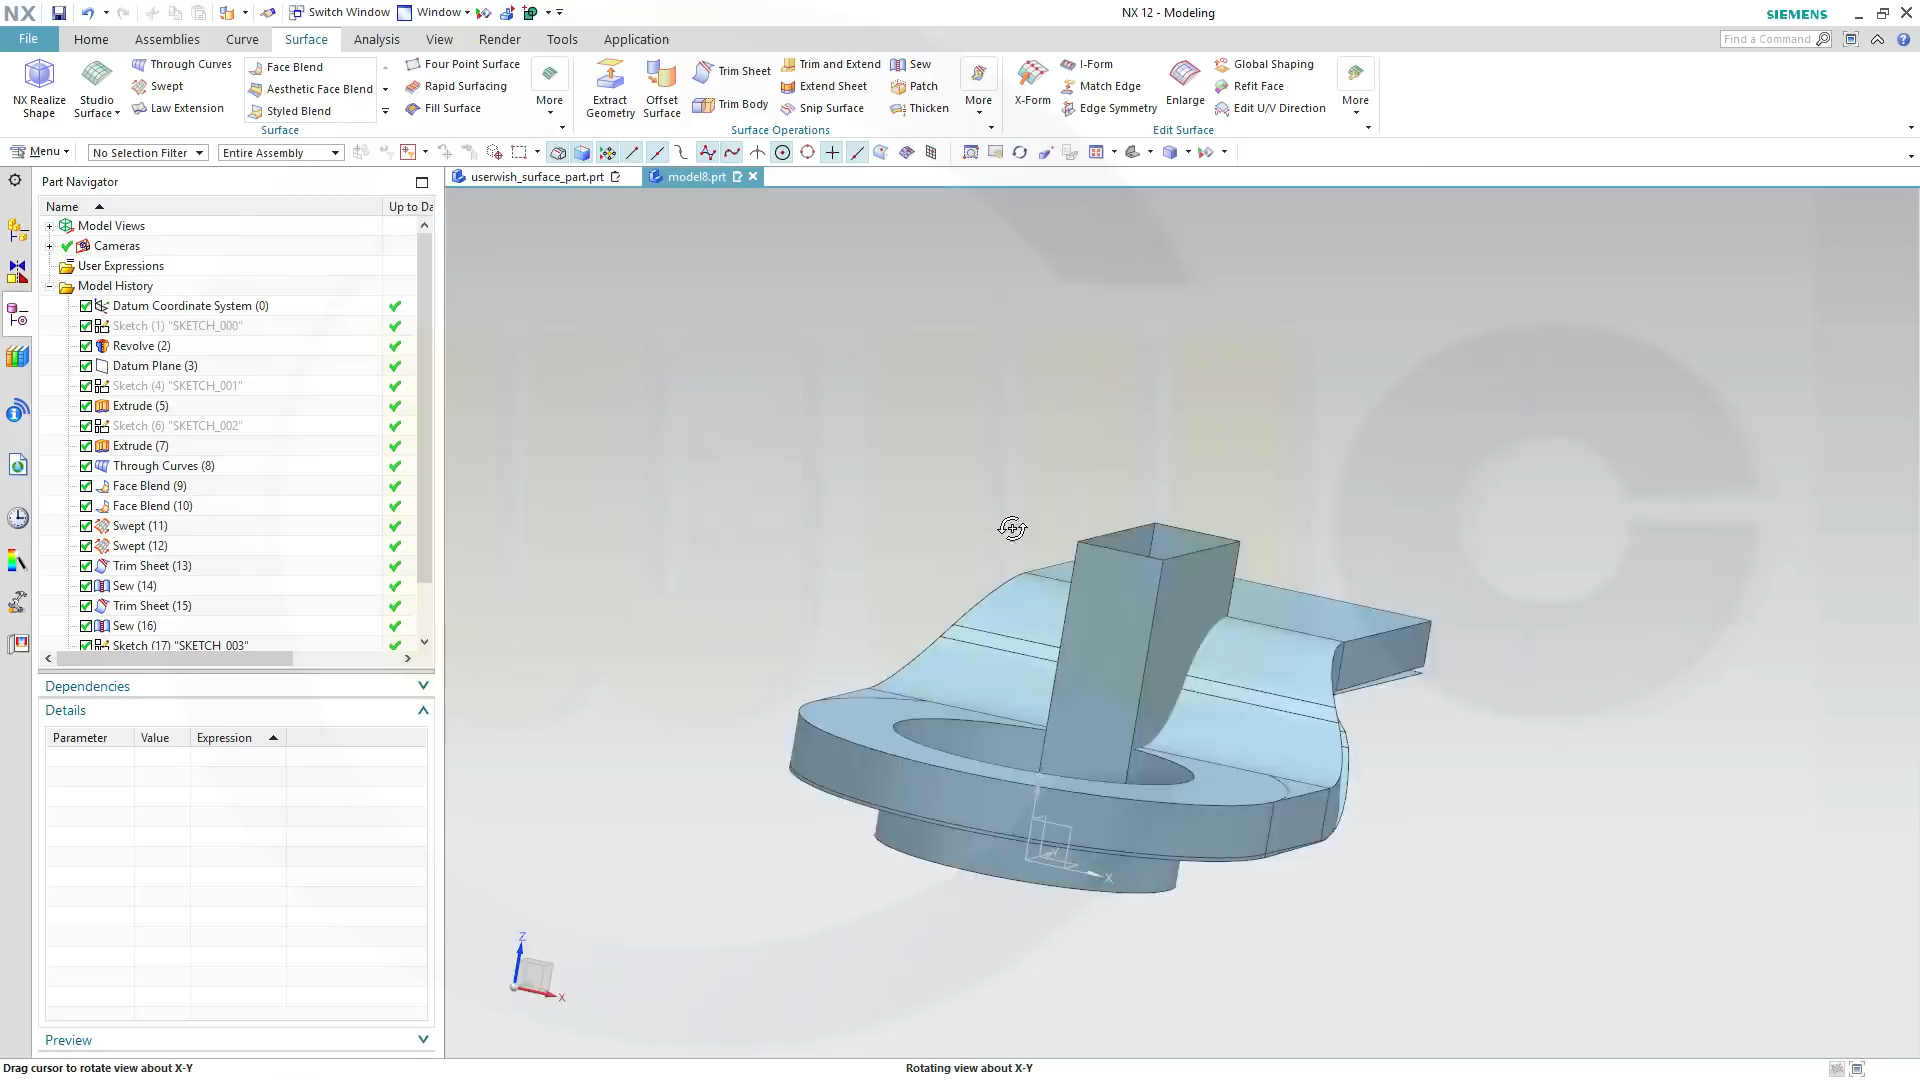 NX Switch Window Window NX 12 - Modeling SIEMENS
File Home Assemblies Curve Surface Analysis View Render Tools Application Find a Command
NX Realize Shape
Studio Surface
Through Curves
Swept
Law Extension
Face Blend
Aesthetic Face Blend
Styled Blend
Four Point Surface
Rapid Surfacing
Fill Surface
More
Surface
Extract Geometry
Offset Surface
Trim Sheet
Trim Body
Trim and Extend
Extend Sheet
Snip Surface
Sew
Patch
Thicken
More
Surface Operations
X-Form
I-Form
Match Edge
Edge Symmetry
Enlarge
Global Shaping
Refit Face
Edit U/V Direction
More
Edit Surface
Menu No Selection Filter Entire Assembly
Part Navigator
userwish_surface_part.prt model8.prt
Name Up to Da
Model Views
Cameras
User Expressions
Model History
Datum Coordinate System (0)
Sketch (1) "SKETCH_000"
Revolve (2)
Datum Plane (3)
Sketch (4) "SKETCH_001"
Extrude (5)
Sketch (6) "SKETCH_002"
Extrude (7)
Through Curves (8)
Face Blend (9)
Face Blend (10)
Swept (11)
Swept (12)
Trim Sheet (13)
Sew (14)
Trim Sheet (15)
Sew (16)
Sketch (17) "SKETCH_003"
Dependencies
Details
Parameter Value Expression
Preview
Y
X
Z
X
Drag cursor to rotate view about X-Y Rotating view about X-Y